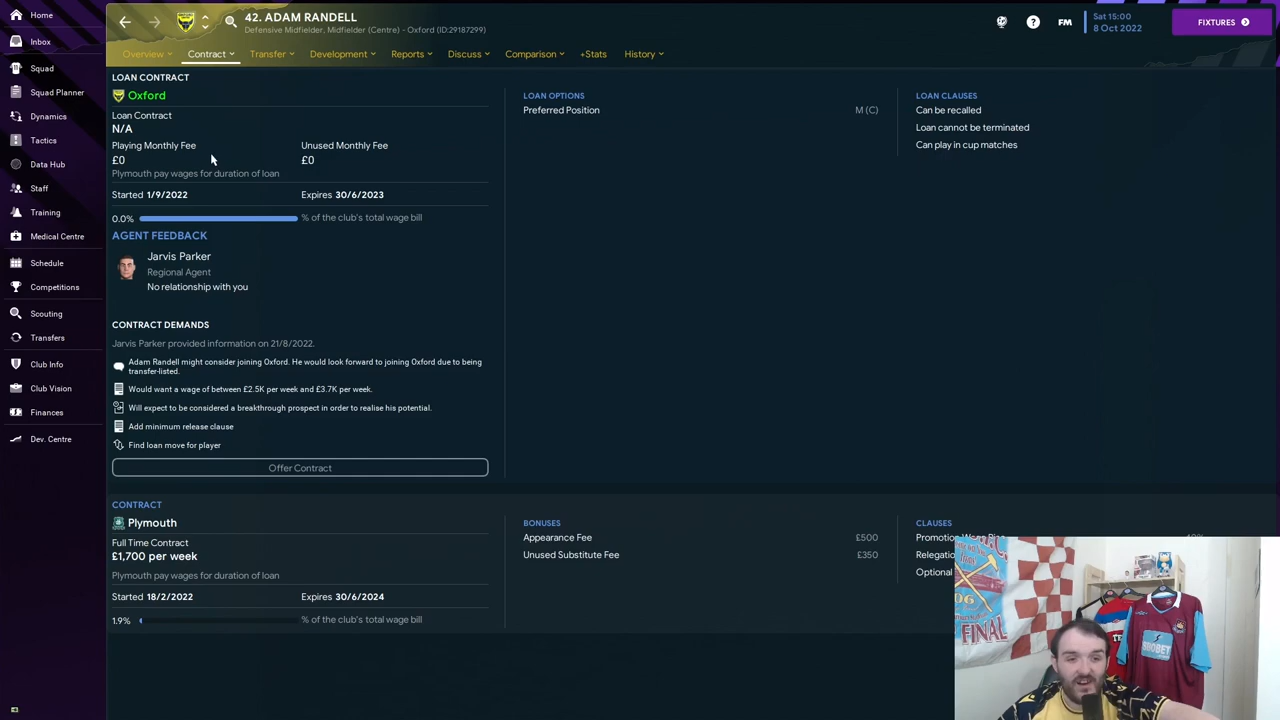 Home
Inbox
Squad
Squad Planner
Dynamics
Tactics
Data Hub
Staff
Training
Medical Centre
Schedule
Competitions
Scouting
Transfers
Club Info
Club Vision
Finances
Dev. Centre
42. ADAM RANDELL
Defensive Midfielder, Midfielder (Centre) - Oxford (ID:29187299)
FM
Sat 15:00
8 Oct 2022
FIXTURES
Overview Contract Transfer Development Reports Discuss Comparison +Stats History
LOAN CONTRACT
Oxford
Loan Contract
N/A
Playing Monthly Fee Unused Monthly Fee
£0 £0
Plymouth pay wages for duration of loan
Started 1/9/2022 Expires 30/6/2023
0.0% % of the club's total wage bill
AGENT FEEDBACK
Jarvis Parker
Regional Agent
No relationship with you
CONTRACT DEMANDS
Jarvis Parker provided information on 21/8/2022.
Adam Randell might consider joining Oxford. He would look forward to joining Oxford due to being
transfer-listed.
Would want a wage of between £2.5K per week and £3.7K per week.
Will expect to be considered a breakthrough prospect in order to realise his potential.
Add minimum release clause
Find loan move for player
Offer Contract
LOAN OPTIONS
Preferred Position M (C)
LOAN CLAUSES
Can be recalled
Loan cannot be terminated
Can play in cup matches
CONTRACT
Plymouth
Full Time Contract
£1,700 per week
Plymouth pay wages for duration of loan
Started 18/2/2022 Expires 30/6/2024
1.9% % of the club's total wage bill
BONUSES
Appearance Fee £500
Unused Substitute Fee £350
CLAUSES
Promotion Wage
Optional
FINAL
SBOBET